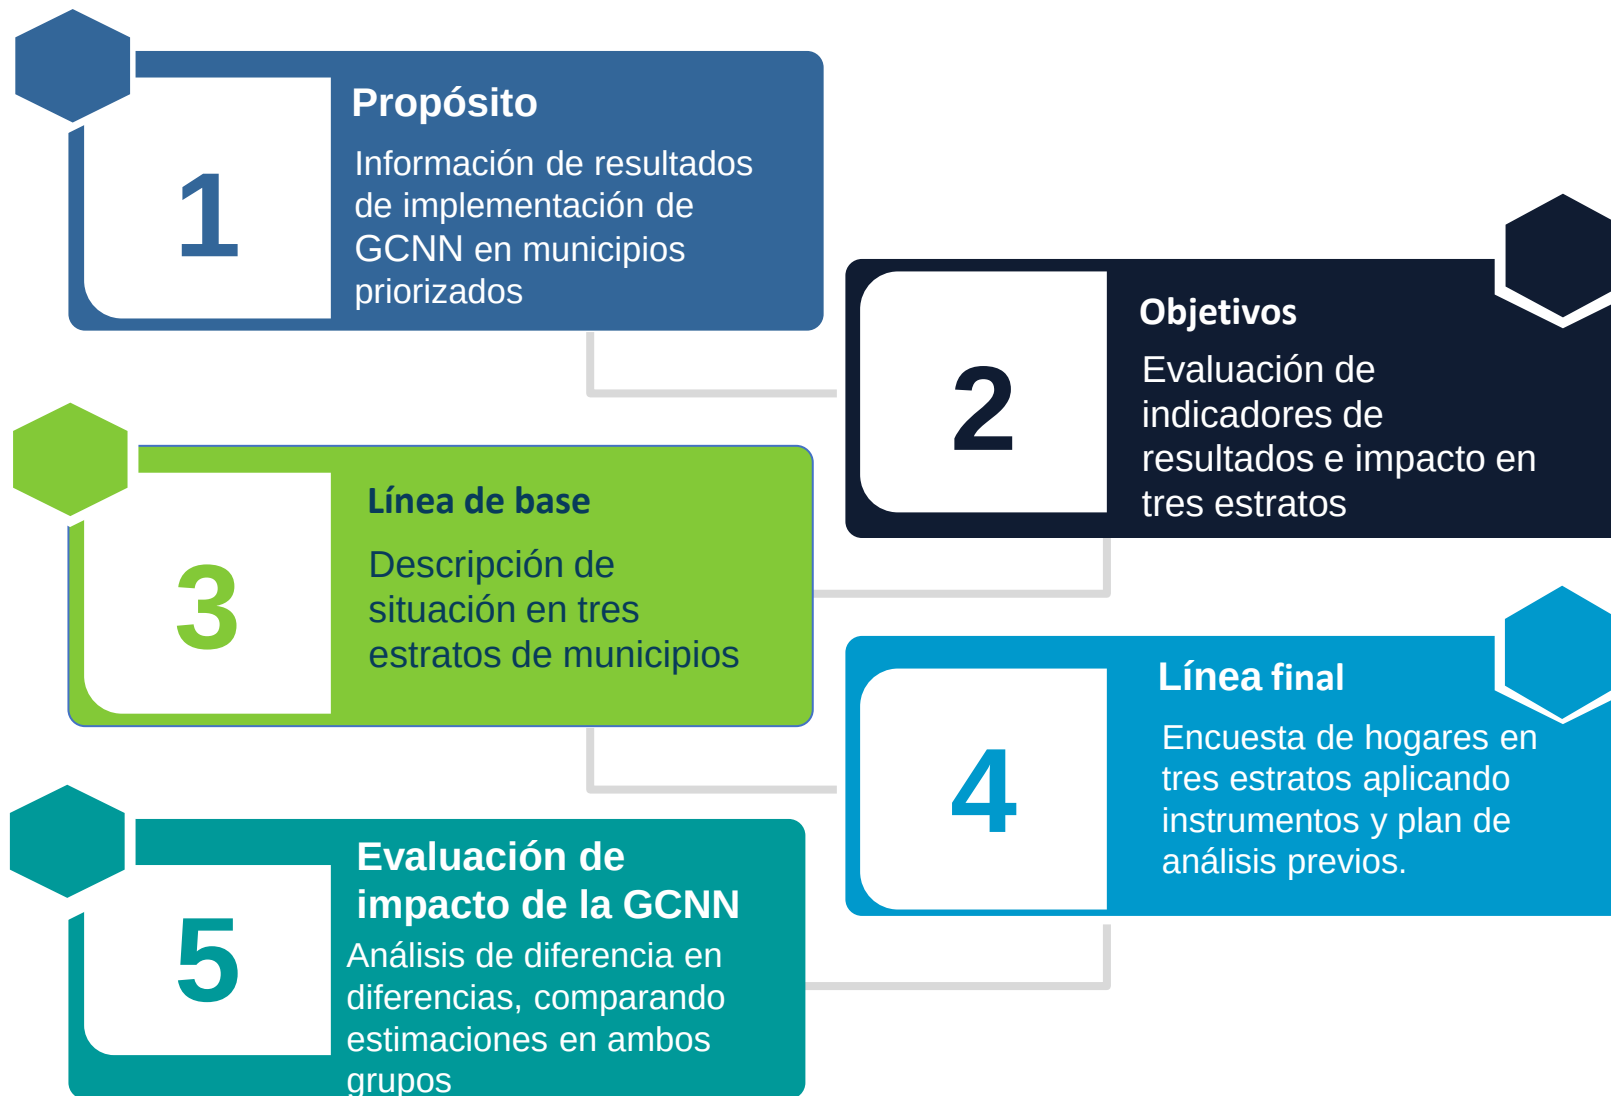 1
Propósito
Información de resultados
de implementación de
GCNN en municipios
priorizados
2
Objetivos
Evaluación de
indicadores de
resultados e impacto en
tres estratos
3
Línea de base
Descripción de
situación en tres
estratos de municipios
4
Línea final
Encuesta de hogares en
tres estratos aplicando
instrumentos y plan de
análisis previos.
5
Evaluación de
impacto de la GCNN
Análisis de diferencia en
diferencias, comparando
estimaciones en ambos
grupos